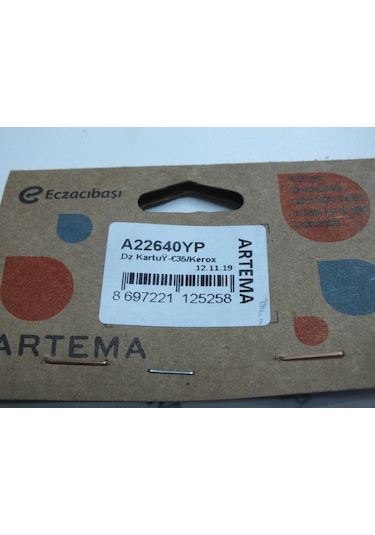 Eczacıbaşı
A22640YP
Dz KartuŸ-€35/Kerox
12.11.19
8 697221 125258
ARTEMA
ARTEMA